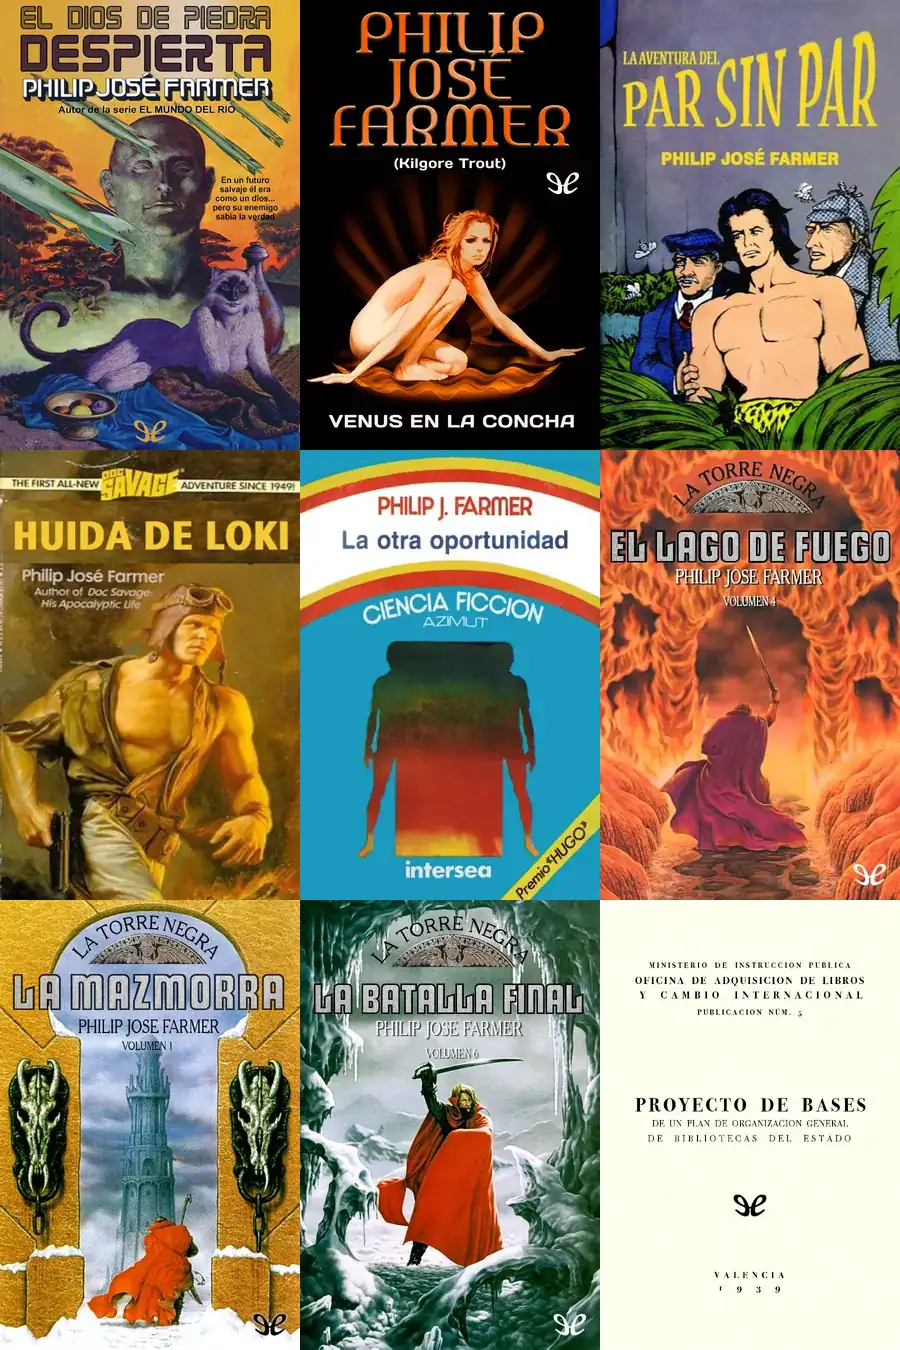 EL DIOS DE PIEDRA
DESPIERTA
PHILIP JOSÉ FARMER
Autor de la serie EL MUNDO DEL RIO
En un futuro
salvaje él era
como un dios...
pero su enemigo
sabia la verdad
PHILIP
JOSÉ
FARMER
(Kilgore Trout)
VENUS EN LA CONCHA
LA AVENTURA DEL
PAR SIN PAR
PHILIP JOSÉ FARMER
THE FIRST ALL-NEW DOC SAVAGE ADVENTURE SINCE 1949!
HUIDA DE LOKI
Philip José Farmer
Author of Doc Savage:
His Apocalyptic Life
PHILIP J. FARMER
La otra oportunidad
CIENCIA FICCION
AZIMUT
intersea
Premio «HUGO»
LA TORRE NEGRA
EL LAGO DE FUEGO
PHILIP JOSE FARMER
VOLUMEN 4
LA TORRE NEGRA
LA MAZMORRA
PHILIP JOSE FARMER
VOLUMEN 1
LA TORRE NEGRA
LA BATALLA FINAL
PHILIP JOSE FARMER
VOLUMEN 6
MINISTERIO DE INSTRUCCION PUBLICA
OFICINA DE ADQUISICION DE LIBROS
Y CAMBIO INTERNACIONAL
PUBLICACION NÚM. 5
PROYECTO DE BASES
DE UN PLAN DE ORGANIZACION GENERAL
DE BIBLIOTECAS DEL ESTADO
VALENCIA
1939